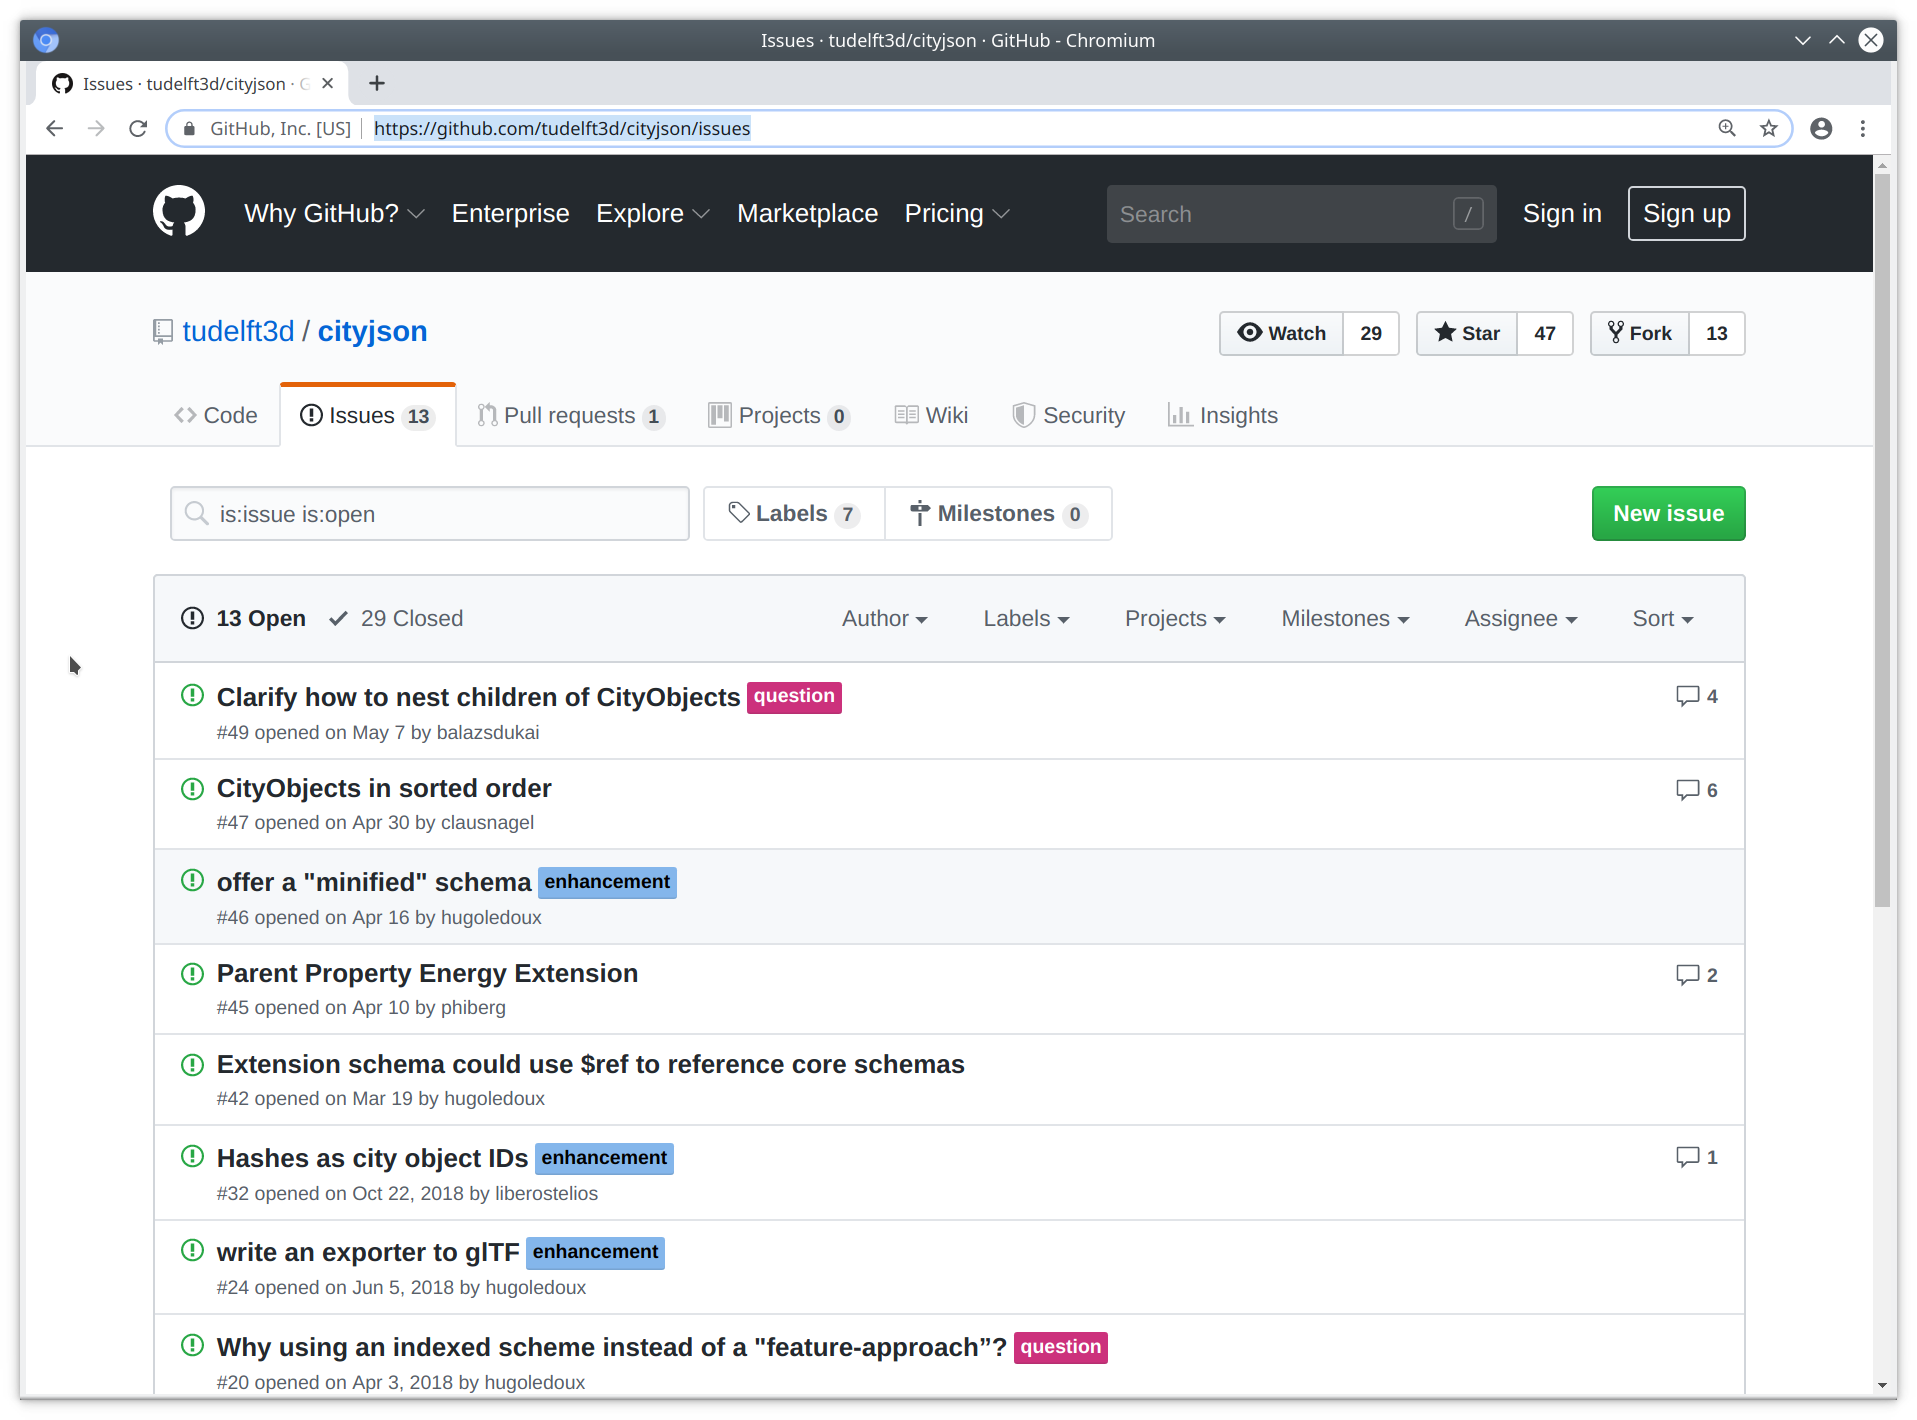 Issues · tudelft3d/cityjson · GitHub - Chromium
Issues · tudelft3d/cityjson · G
GitHub, Inc. [US] https://github.com/tudelft3d/cityjson/issues
Why GitHub? Enterprise Explore Marketplace Pricing Search / Sign in Sign up
tudelft3d / cityjson Watch 29 Star 47 Fork 13
Code Issues 13 Pull requests 1 Projects 0 Wiki Security Insights
is:issue is:open Labels 7 Milestones 0 New issue
13 Open 29 Closed Author Labels Projects Milestones Assignee Sort
Clarify how to nest children of CityObjects question 4
#49 opened on May 7 by balazsdukai
CityObjects in sorted order 6
#47 opened on Apr 30 by clausnagel
offer a "minified" schema enhancement
#46 opened on Apr 16 by hugoledoux
Parent Property Energy Extension 2
#45 opened on Apr 10 by phiberg
Extension schema could use $ref to reference core schemas
#42 opened on Mar 19 by hugoledoux
Hashes as city object IDs enhancement 1
#32 opened on Oct 22, 2018 by liberostelios
write an exporter to glTF enhancement
#24 opened on Jun 5, 2018 by hugoledoux
Why using an indexed scheme instead of a "feature-approach”? question
#20 opened on Apr 3, 2018 by hugoledoux